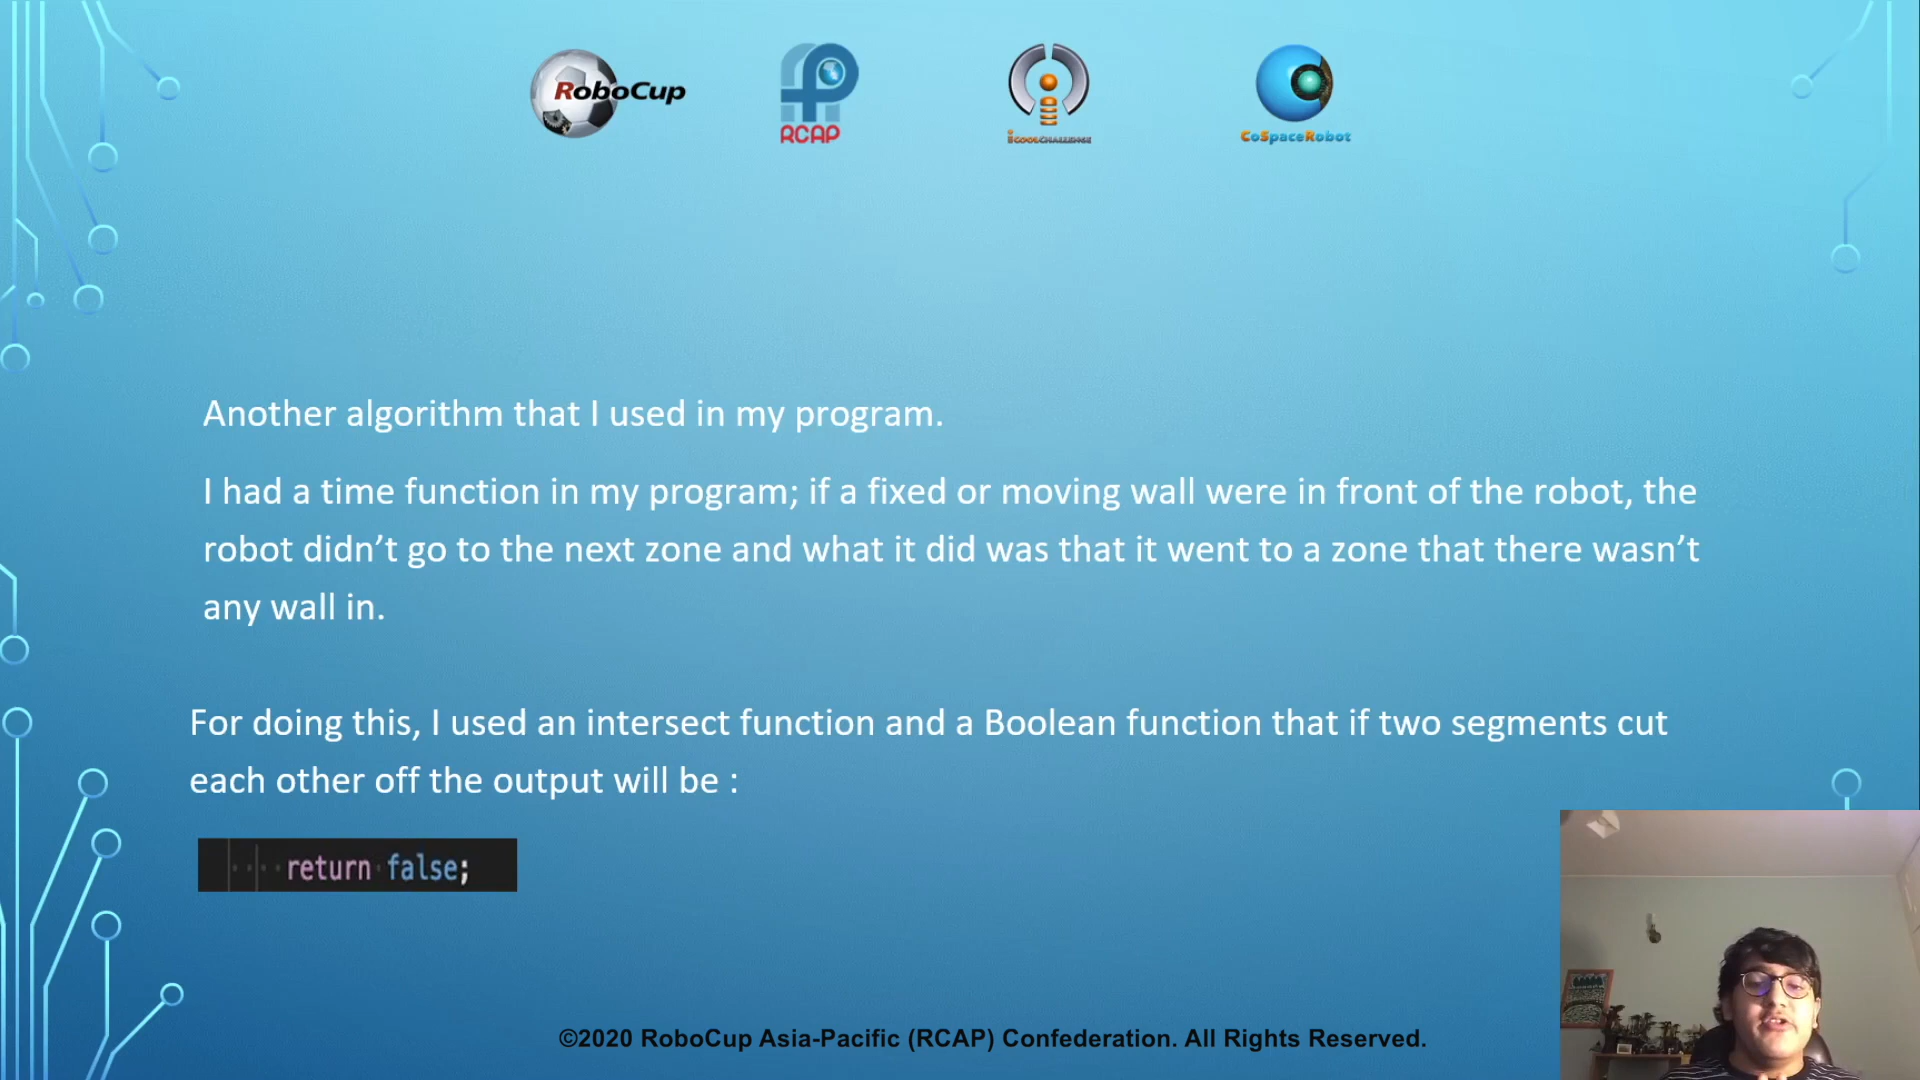 RoboCup
RCAP
iCOOLCHALLENGE
CoSpaceRobot
Another algorithm that I used in my program.
I had a time function in my program; if a fixed or moving wall were in front of the robot, the
robot didn’t go to the next zone and what it did was that it went to a zone that there wasn’t
any wall in.
For doing this, I used an intersect function and a Boolean function that if two segments cut
each other off the output will be :
return false;
©2020 RoboCup Asia-Pacific (RCAP) Confederation. All Rights Reserved.